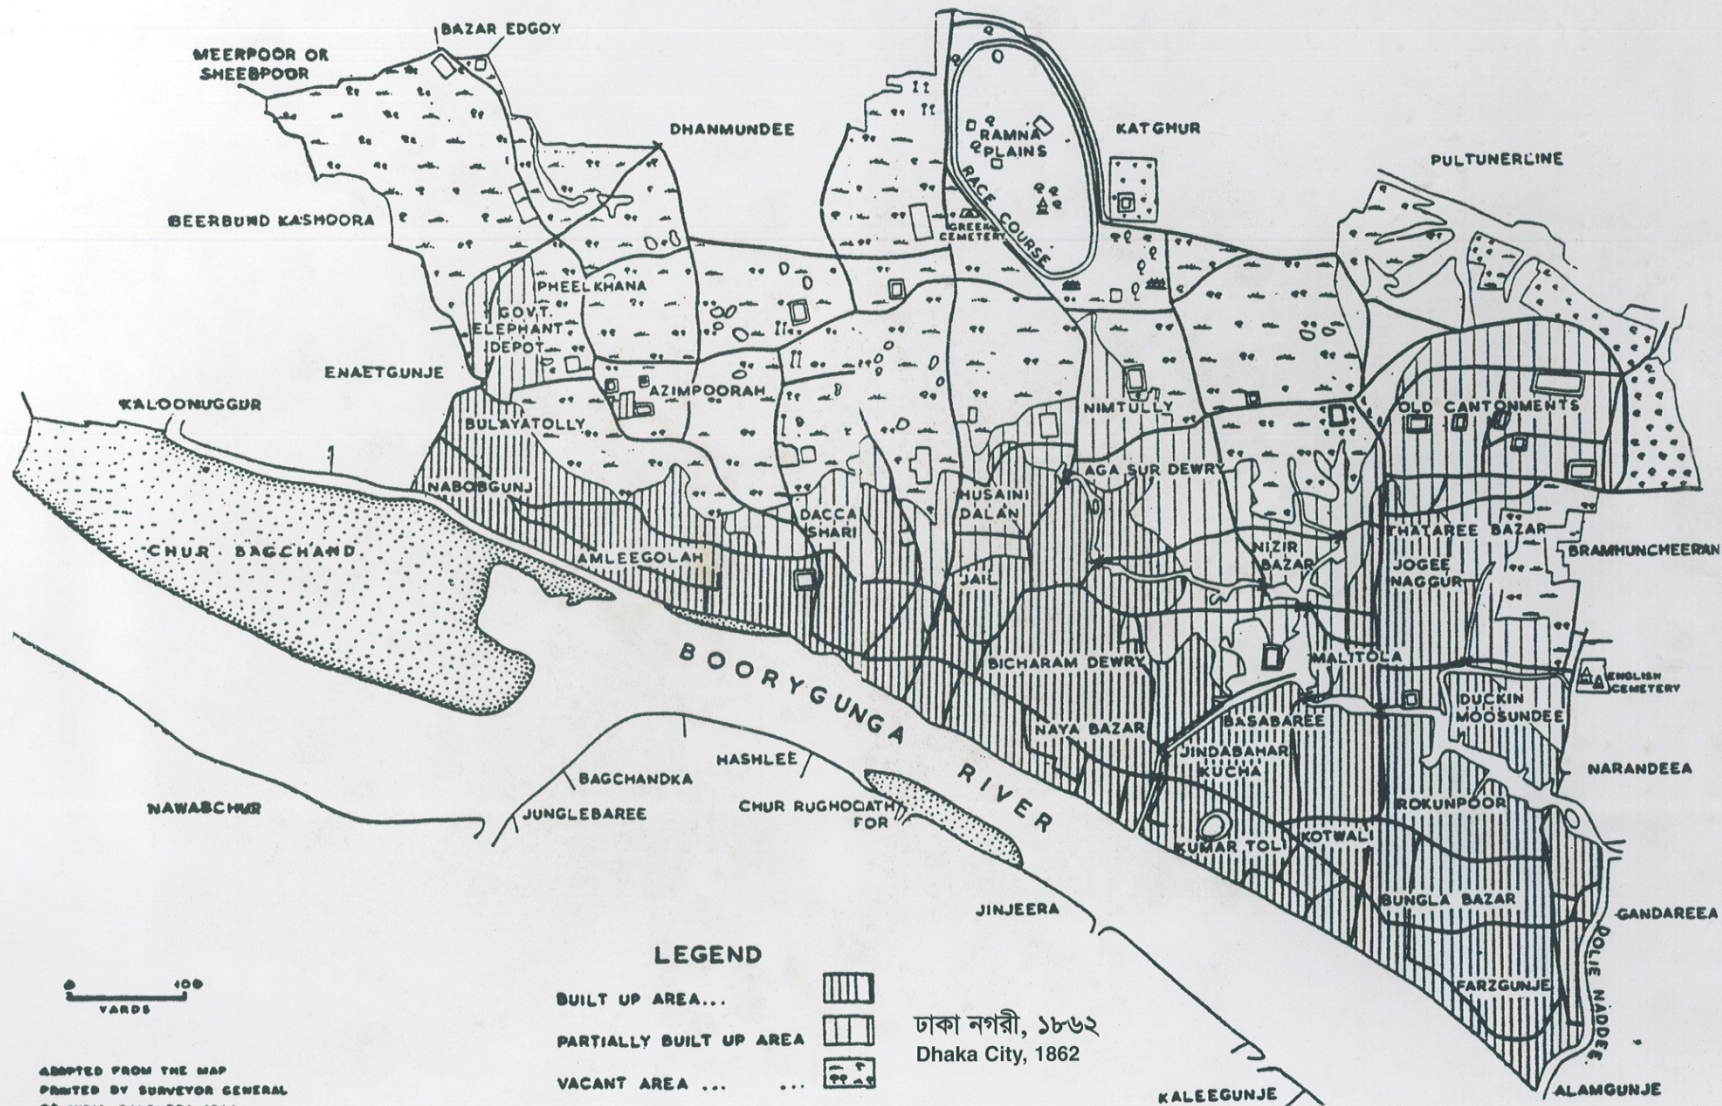 BAZAR EDGOY
MEERPOOR OR
SHEEBPOOR
DHANMUNDEE
RAMNA
PLAINS
KATGHUR
PULTUNERLINE
BEERBUND KASHOORA
RACE COURSE
GREEK
CEMETERY
PHEELKHANA
GOVT.
ELEPHANT
DEPOT
ENAETGUNJE
AZIMPOORAH
KALOONUGGUR
BULAYATOLLY
NIMTULLY
OLD CANTONMENTS
NABOBGUNJ
AGA SUR DEWRY
HUSAINI
DALAN
DACCA
SHARI
THATAREE BAZAR
CHUR BAGCHAND
AMLEEGOLAH
NIZIR
BAZAR
BRAMHUNCHEERAN
JOGEE
NAGGUR
JAIL
BICHARAM DEWRY
MALITOLA
ENGLISH
CEMETERY
BOORYGUNGA RIVER
DUCKIN
MOOSUNDEE
NAYA BAZAR
BASABAREE
JINDABAHAR
KUCHA
NARANDEEA
HASHLEE
BAGCHANDKA
NAWABCHUR
JUNGLEBAREE
CHUR RUGHOOATH
FOR
ROKUNPOOR
KOTWALI
KUMAR TOLI
BUNGLA BAZAR
JINJEERA
GANDAREEA
DOLIE NADDEE
FARZGUNJE
ALAMGUNJE
KALEEGUNJE
LEGEND
BUILT UP AREA...
PARTIALLY BUILT UP AREA
VACANT AREA ... ...
ঢাকা নগরী, ১৮৬২
Dhaka City, 1862
0 100
YARDS
ADAPTED FROM THE MAP
PRINTED BY SURVEYOR GENERAL